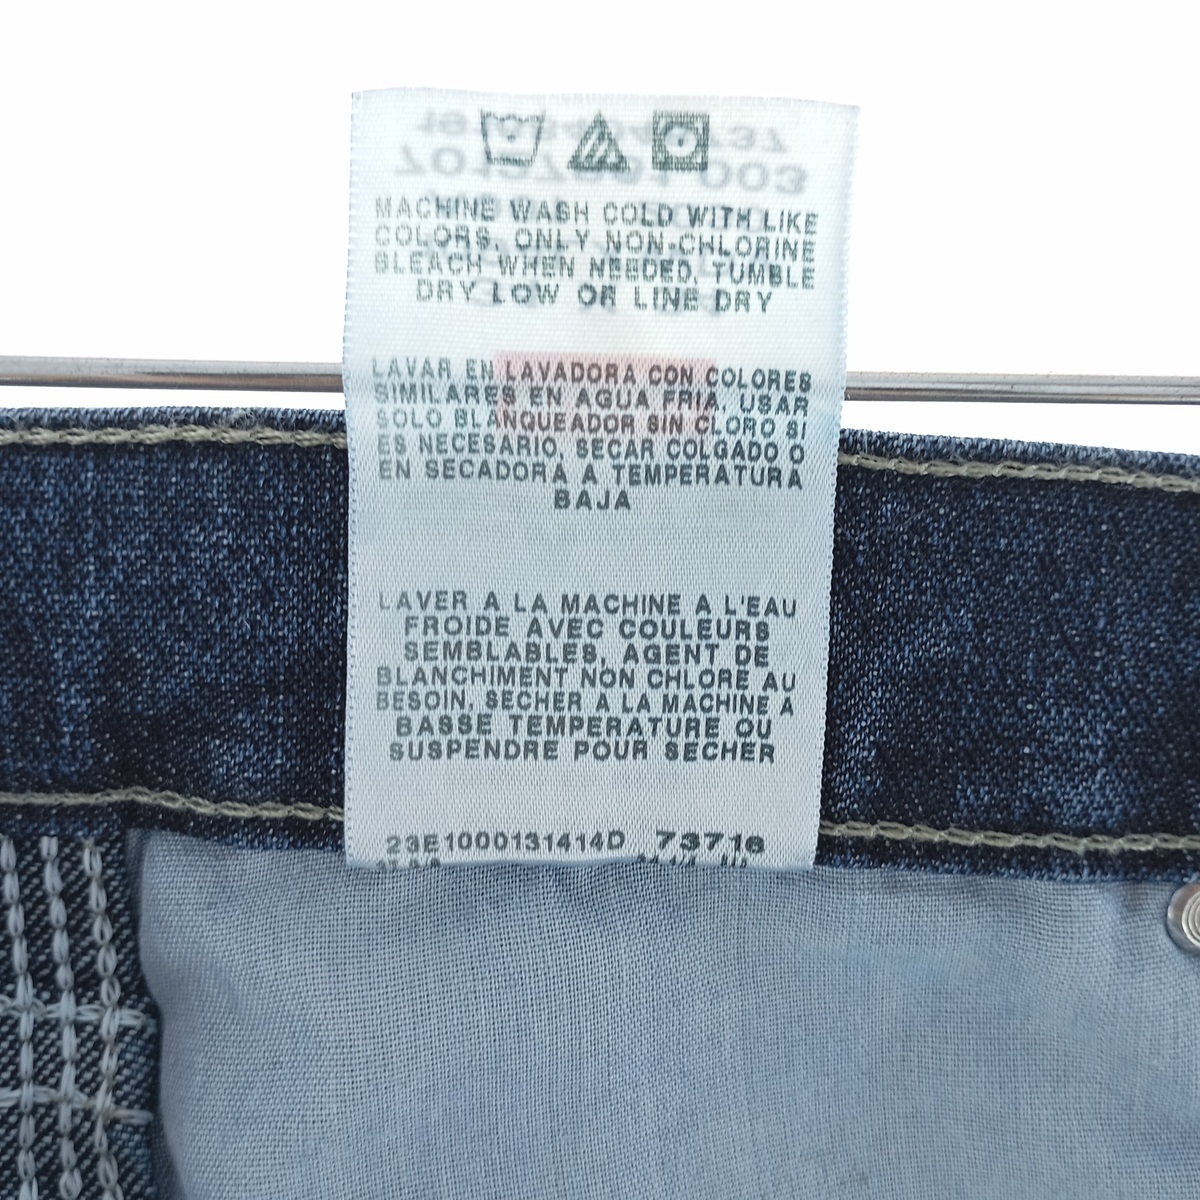 MACHINE WASH COLD WITH LIKE
COLORS, ONLY NON-CHLORINE
BLEACH WHEN NEEDED, TUMBLE
DRY LOW OR LINE DRY
LAVAR EN LAVADORA CON COLORES
SIMILARES EN AGUA FRIA, USAR
SOLO BLANQUEADOR SIN CLORO SI
ES NECESARIO, SECAR COLGADO O
EN SECADORA A TEMPERATURA
BAJA
LAVER A LA MACHINE A L'EAU
FROIDE AVEC COULEURS
SEMBLABLES, AGENT DE
BLANCHIMENT NON CHLORE AU
BESOIN, SECHER A LA MACHINE A
BASSE TEMPERATURE OU
SUSPENDRE POUR SECHER
23E1000131414D 73716